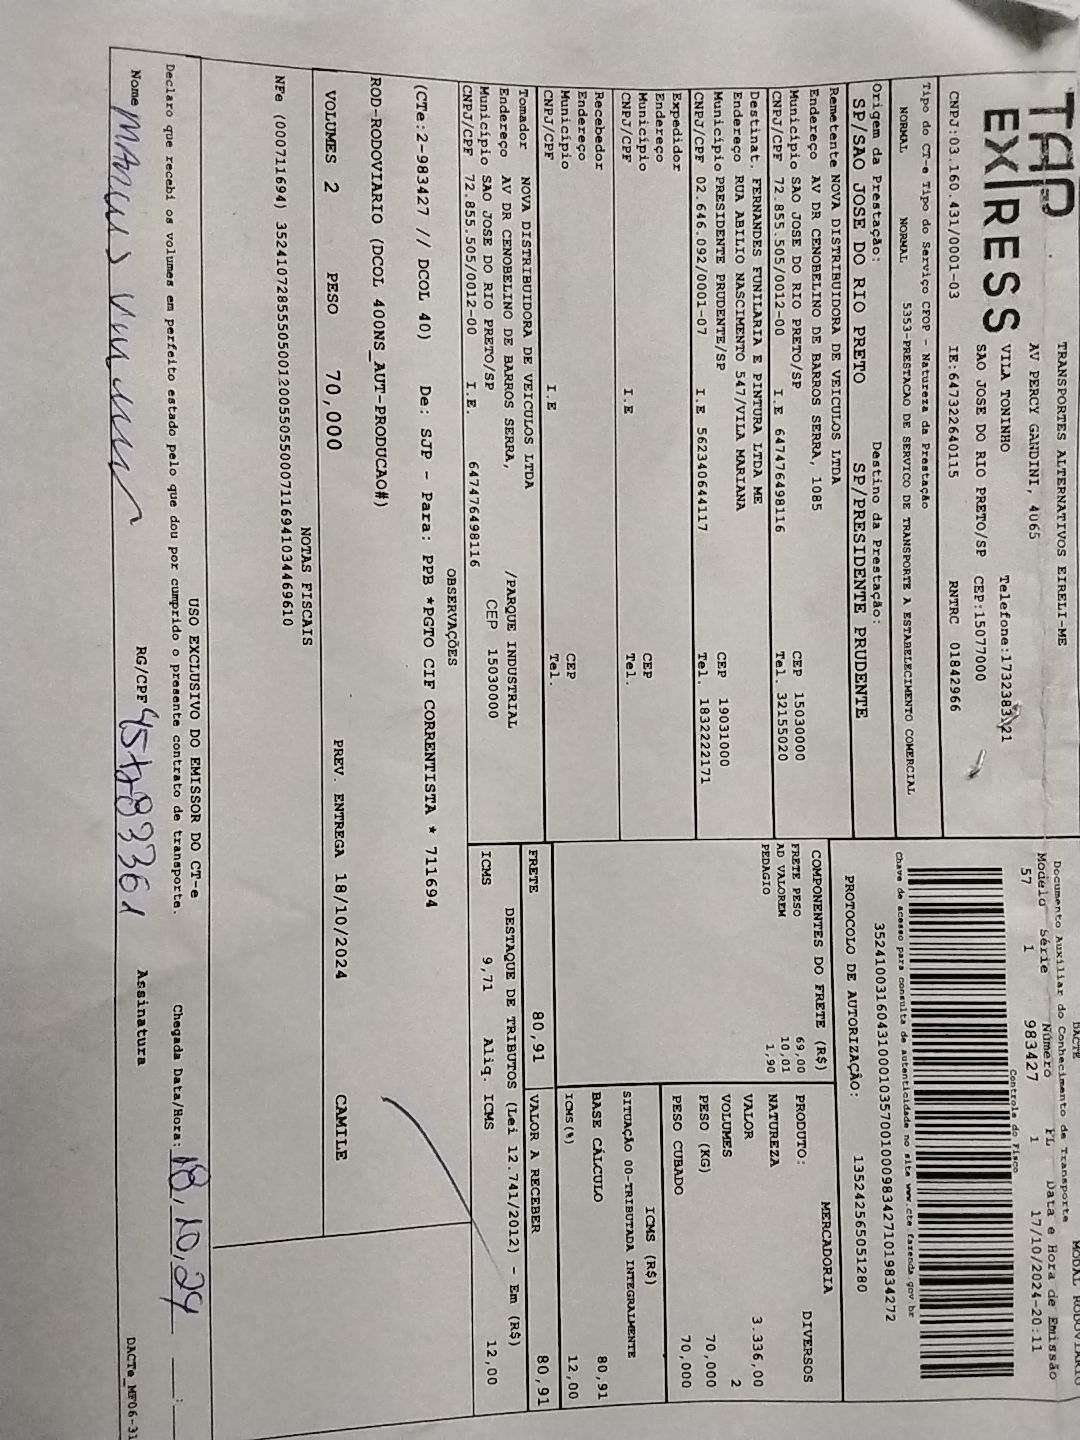 TAP
EXPRESS
TRANSPORTES ALTERNATIVOS EIRELI-ME
AV PERCY GANDINI, 4065
VILA TONINHO Telefone:1732383121
SAO JOSE DO RIO PRETO/SP CEP:15077000
CNPJ:03.160.431/0001-03 IE:647322640115 RNTRC 01842966
DACTE MODAL RODOVIARIO
Documento Auxiliar do Conhecimento de Transporte
Modelo Série Número FL Data e Hora de Emissão
57 1 983427 1 17/10/2024-20:11
Controle do Fisco
Chave de acesso para consulta de autenticidade no site www.cte.fazenda.gov.br
35241003160431000103570010009834271019834272
PROTOCOLO DE AUTORIZAÇÃO: 135242565051280
Tipo do CT-e Tipo do Serviço CFOP - Natureza da Prestação
NORMAL NORMAL 5353-PRESTACAO DE SERVICO DE TRANSPORTE A ESTABELECIMENTO COMERCIAL
Origem da Prestação: Destino da Prestação:
SP/SAO JOSE DO RIO PRETO SP/PRESIDENTE PRUDENTE
Remetente NOVA DISTRIBUIDORA DE VEICULOS LTDA
Endereço AV DR CENOBELINO DE BARROS SERRA, 1085
Município SAO JOSE DO RIO PRETO/SP CEP 15030000
CNPJ/CPF 72.855.505/0012-00 I.E 647476498116 Tel. 32155020
Destinat. FERNANDES FUNILARIA E PINTURA LTDA ME
Endereço RUA ABILIO NASCIMENTO 547/VILA MARIANA
Município PRESIDENTE PRUDENTE/SP CEP 19031000
CNPJ/CPF 02.646.092/0001-07 I.E 562340644117 Tel. 1832222171
Expedidor
Endereço
Município CEP
CNPJ/CPF I.E Tel.
Recebedor
Endereço
Município CEP
CNPJ/CPF I.E Tel.
Tomador NOVA DISTRIBUIDORA DE VEICULOS LTDA
Endereço AV DR CENOBELINO DE BARROS SERRA, /PARQUE INDUSTRIAL
Município SAO JOSE DO RIO PRETO/SP CEP 15030000
CNPJ/CPF 72.855.505/0012-00 I.E. 647476498116
COMPONENTES DO FRETE (R$)
FRETE PESO 69,00
AD VALOREM 10,01
PEDAGIO 1,90
MERCADORIA
PRODUTO: DIVERSOS
NATUREZA
VALOR 3.336,00
VOLUMES 2
PESO (KG) 70,000
PESO CUBADO 70,000
ICMS (R$)
SITUAÇÃO 00-TRIBUTADA INTEGRALMENTE
BASE CÁLCULO 80,91
ICMS(%) 12,00
FRETE 80,91 VALOR A RECEBER 80,91
DESTAQUE DE TRIBUTOS (Lei 12.741/2012) - Em (R$)
ICMS 9,71 Aliq. ICMS 12,00
OBSERVAÇÕES
(CTe:2-983427 // DCOL 40) De: SJP - Para: PPB *PGTO CIF CORRENTISTA * 711694
ROD-RODOVIARIO (DCOL 400NS_AUT-PRODUCAO#)
VOLUMES 2 PESO 70,000 PREV. ENTREGA 18/10/2024 CAMILE
NOTAS FISCAIS
NFe (000711694) 35241072855505001200550550007116941034469610
USO EXCLUSIVO DO EMISSOR DO CT-e
Declaro que recebi os volumes em perfeito estado pelo que dou por cumprido o presente contrato de transporte. Chegada Data/Hora: 18,10,24 __:__
Nome Marcus RG/CPF Assinatura
DACTe_MF06-31